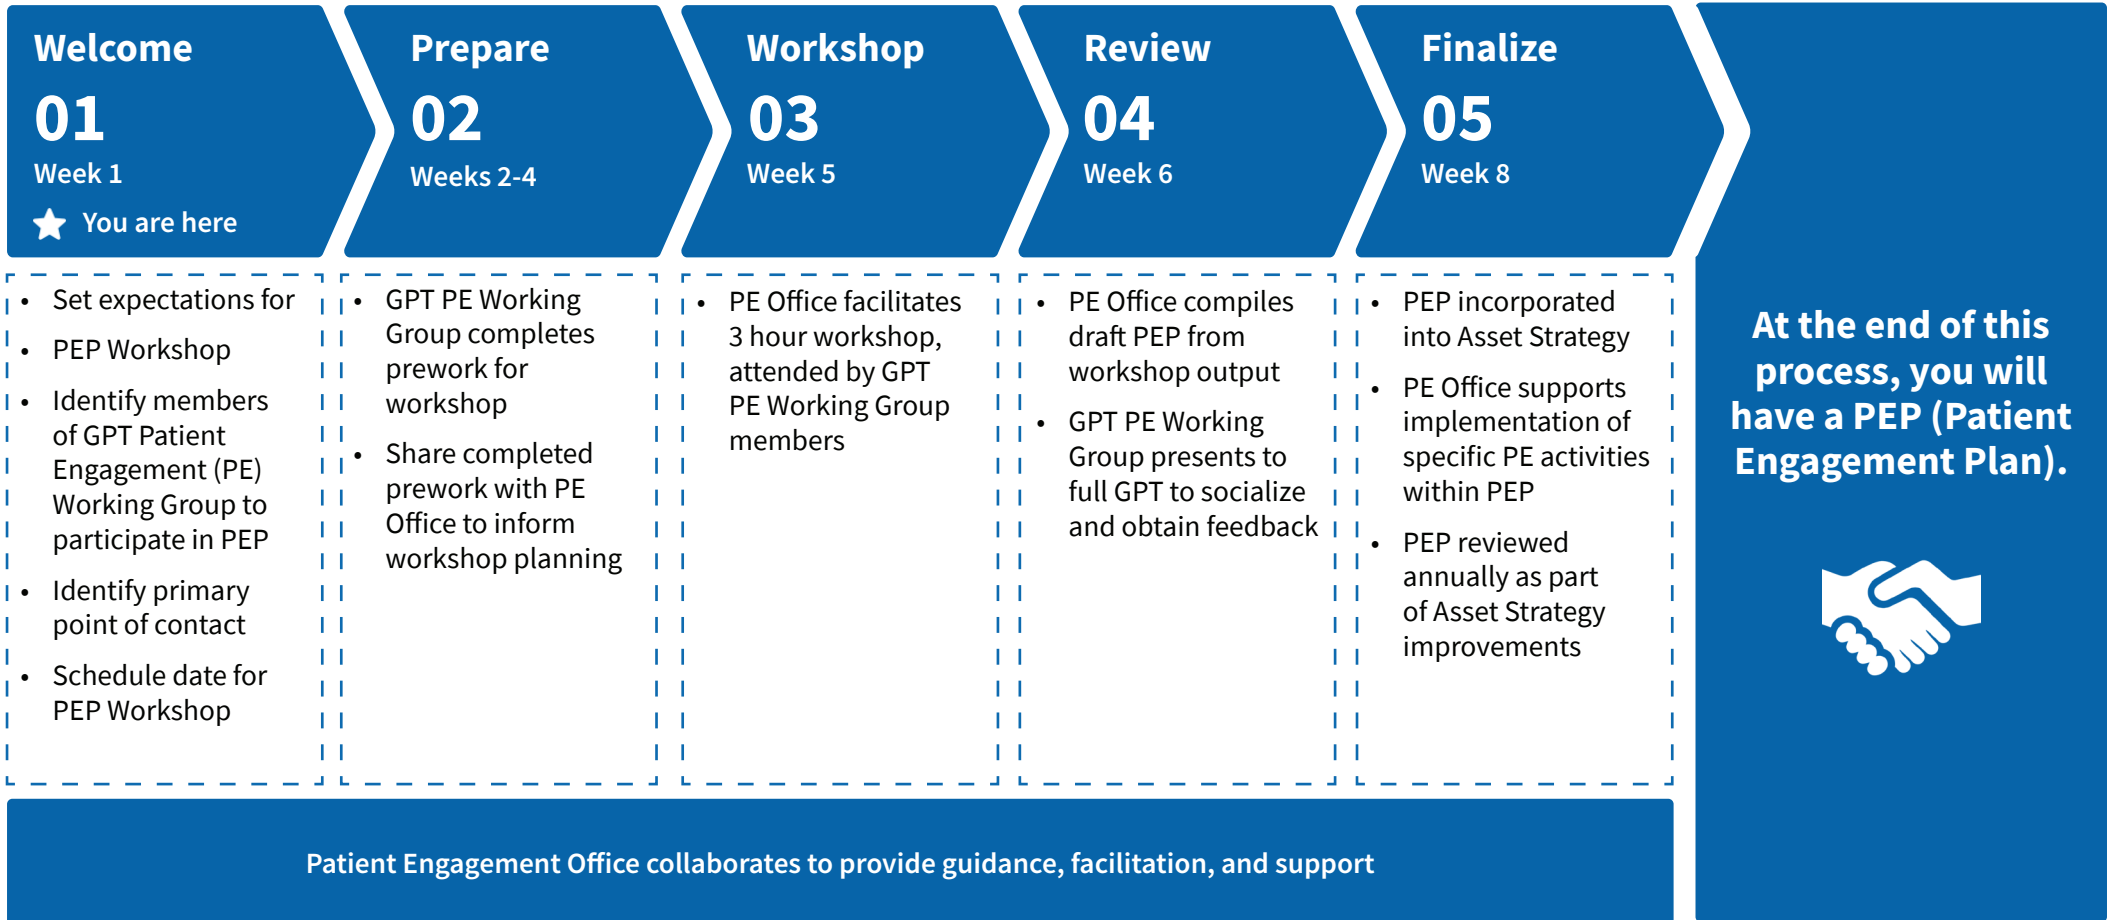 Welcome
01
Week 1
You are here
• Set expectations for
• PEP Workshop
• Identify members
of GPT Patient
Engagement (PE)
Working Group to
participate in PEP
• Identify primary
point of contact
• Schedule date for
PEP Workshop
Prepare
02
Weeks 2-4
• GPT PE Working
Group completes
prework for
workshop
• Share completed
prework with PE
Office to inform
workshop planning
Workshop
03
Week 5
• PE Office facilitates
3 hour workshop,
attended by GPT
PE Working Group
members
Review
04
Week 6
• PE Office compiles
draft PEP from
workshop output
• GPT PE Working
Group presents to
full GPT to socialize
and obtain feedback
Finalize
05
Week 8
• PEP incorporated
into Asset Strategy
• PE Office supports
implementation of
specific PE activities
within PEP
• PEP reviewed
annually as part
of Asset Strategy
improvements
At the end of this
process, you will
have a PEP (Patient
Engagement Plan).
Patient Engagement Office collaborates to provide guidance, facilitation, and support